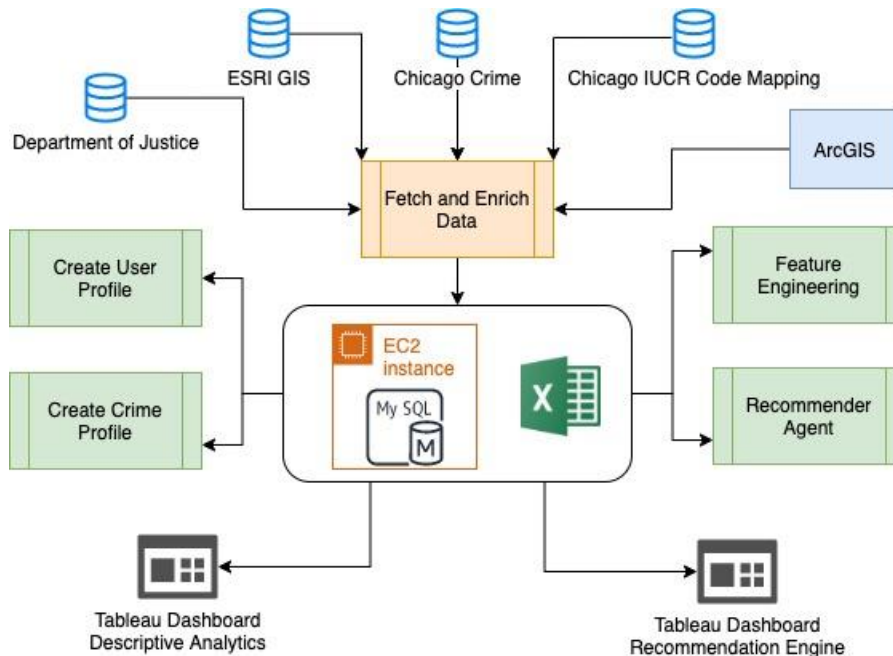 ESRI GIS
Chicago Crime
Chicago IUCR Code Mapping
Department of Justice
ArcGIS
Fetch and Enrich
Data
Create User
Profile
Feature
Engineering
EC2
instance
My SQL
M
X
Create Crime
Profile
Recommender
Agent
Tableau Dashboard
Descriptive Analytics
Tableau Dashboard
Recommendation Engine